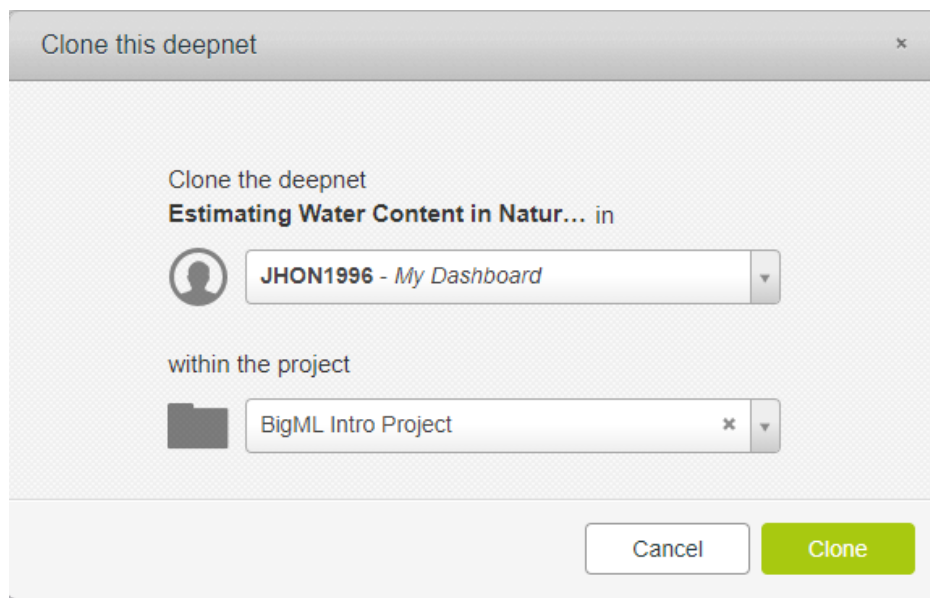 Clone this deepnet
Clone the deepnet
Estimating Water Content in Natur... in
JHON1996 - My Dashboard
within the project
BigML Intro Project
Cancel
Clone